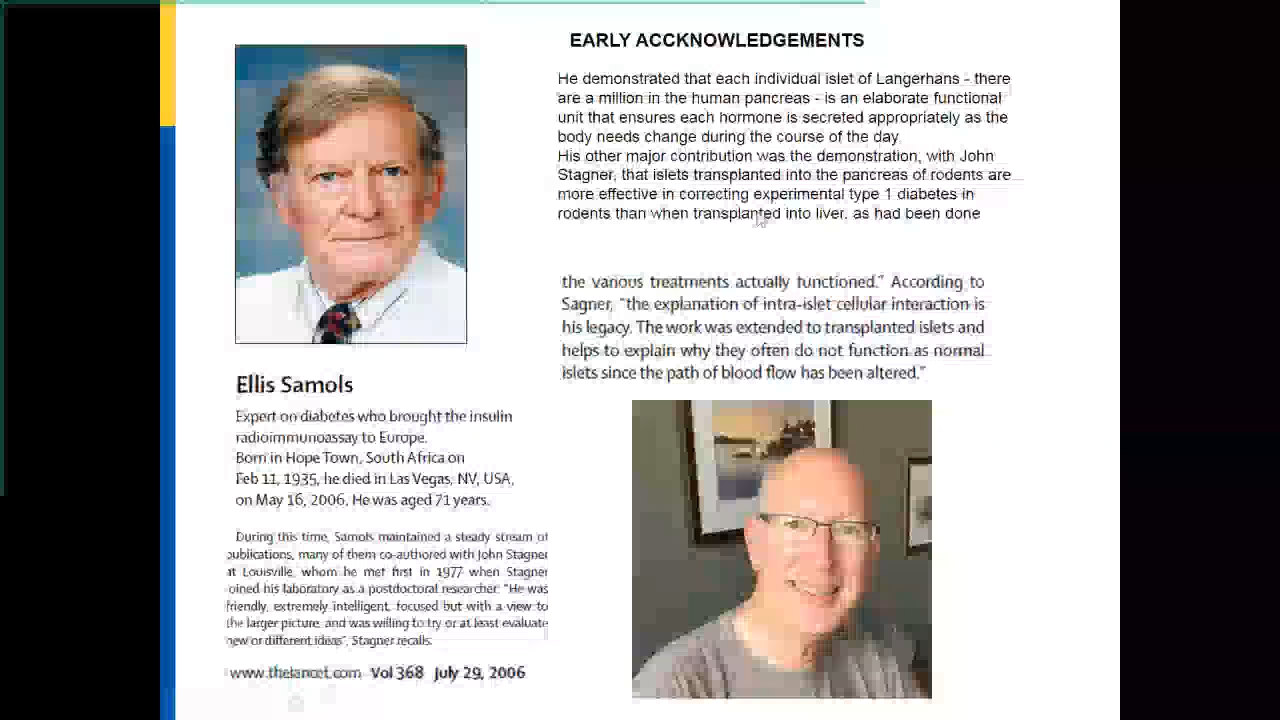 EARLY ACCKNOWLEDGEMENTS
He demonstrated that each individual islet of Langerhans - there
are a million in the human pancreas - is an elaborate functional
unit that ensures each hormone is secreted appropriately as the
body needs change during the course of the day
His other major contribution was the demonstration, with John
Stagner, that islets transplanted into the pancreas of rodents are
more effective in correcting experimental type 1 diabetes in
rodents than when transplanted into liver. as had been done
the various treatments actually functioned.” According to
Sagner, “the explanation of intra-islet cellular interaction is
his legacy. The work was extended to transplanted islets and
helps to explain why they often do not function as normal
islets since the path of blood flow has been altered.”
Ellis Samols
Expert on diabetes who brought the insulin
radioimmunoassay to Europe.
Born in Hope Town, South Africa on
Feb 11, 1935, he died in Las Vegas, NV, USA,
on May 16, 2006. He was aged 71 years.
During this time, Samols maintained a steady stream of
publications, many of them co-authored with John Stagner
at Louisville, whom he met first in 1977 when Stagner
joined his laboratory as a postdoctoral researcher. “He was
friendly, extremely intelligent, focused but with a view to
the larger picture, and was willing to try or at least evaluate
new or different ideas”, Stagner recalls.
www.thelancet.com Vol 368 July 29, 2006